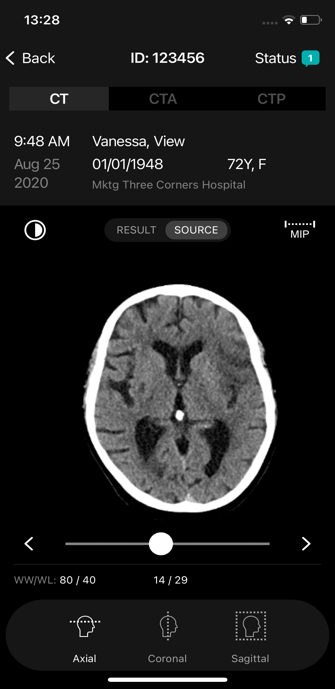 13:28
Back
ID: 123456
Status 1
CT
CTA
CTP
9:48 AM
Vanessa, View
Aug 25
01/01/1948
72Y, F
2020
Mktg Three Corners Hospital
RESULT
SOURCE
MIP
WW/WL: 80 / 40
14 / 29
Axial
Coronal
Sagittal